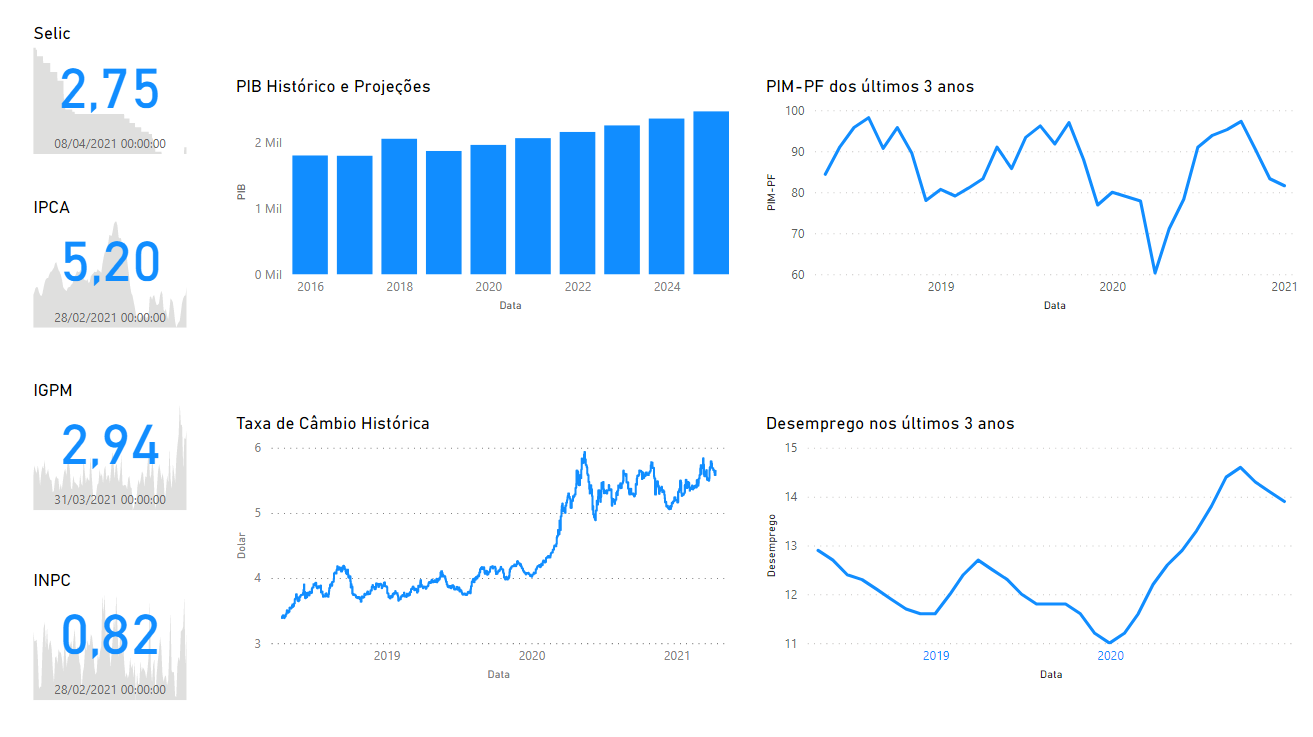 Selic
2,75
08/04/2021 00:00:00
IPCA
5,20
28/02/2021 00:00:00
IGPM
2,94
31/03/2021 00:00:00
INPC
0,82
28/02/2021 00:00:00
PIB Histórico e Projeções
PIB
2 Mil
1 Mil
0 Mil
2016 2018 2020 2022 2024
Data
PIM-PF dos últimos 3 anos
PIM-PF
100
90
80
70
60
2019 2020 2021
Data
Taxa de Câmbio Histórica
Dolar
6
5
4
3
2019 2020 2021
Data
Desemprego nos últimos 3 anos
Desemprego
15
14
13
12
11
2019 2020
Data